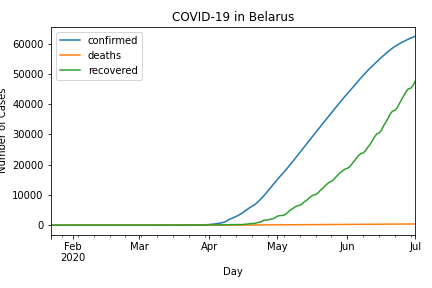 COVID-19 in Belarus
confirmed
deaths
recovered
60000
50000
40000
30000
20000
10000
0
Number of Cases
Feb
2020
Mar
Apr
May
Jun
Jul
Day